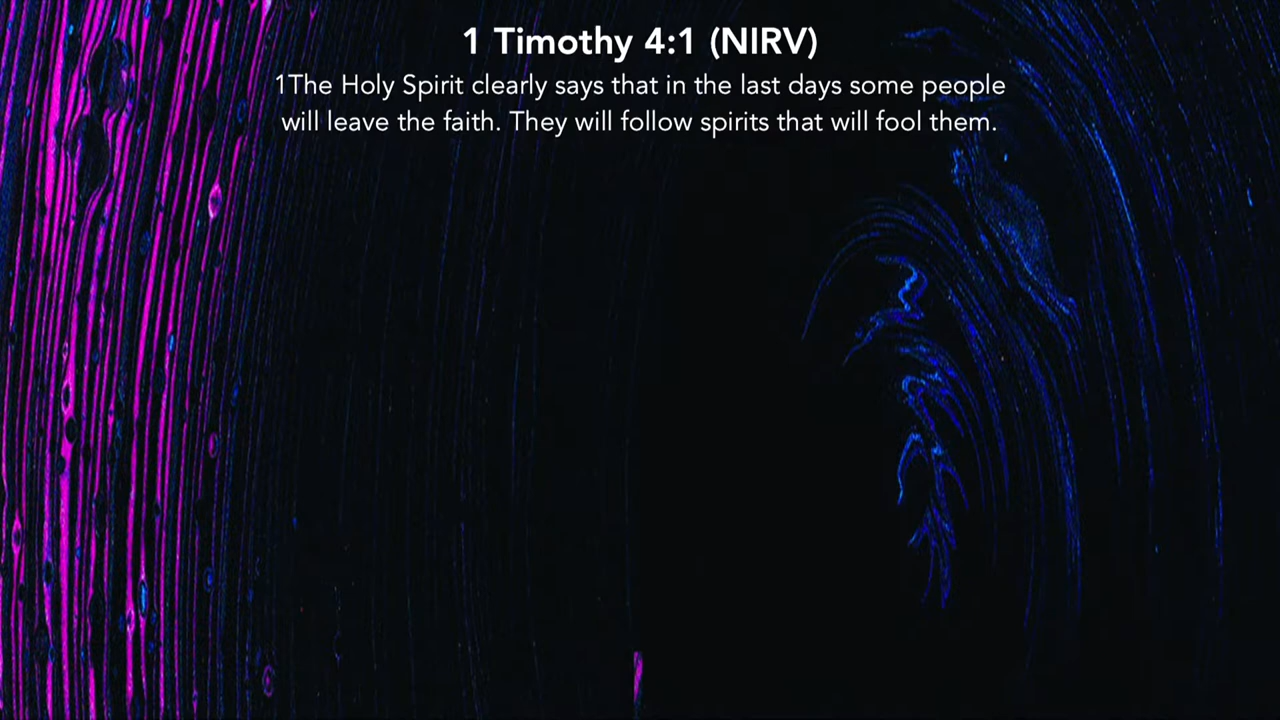 1 Timothy 4:1 (NIRV)
1The Holy Spirit clearly says that in the last days some people
will leave the faith. They will follow spirits that will fool them.